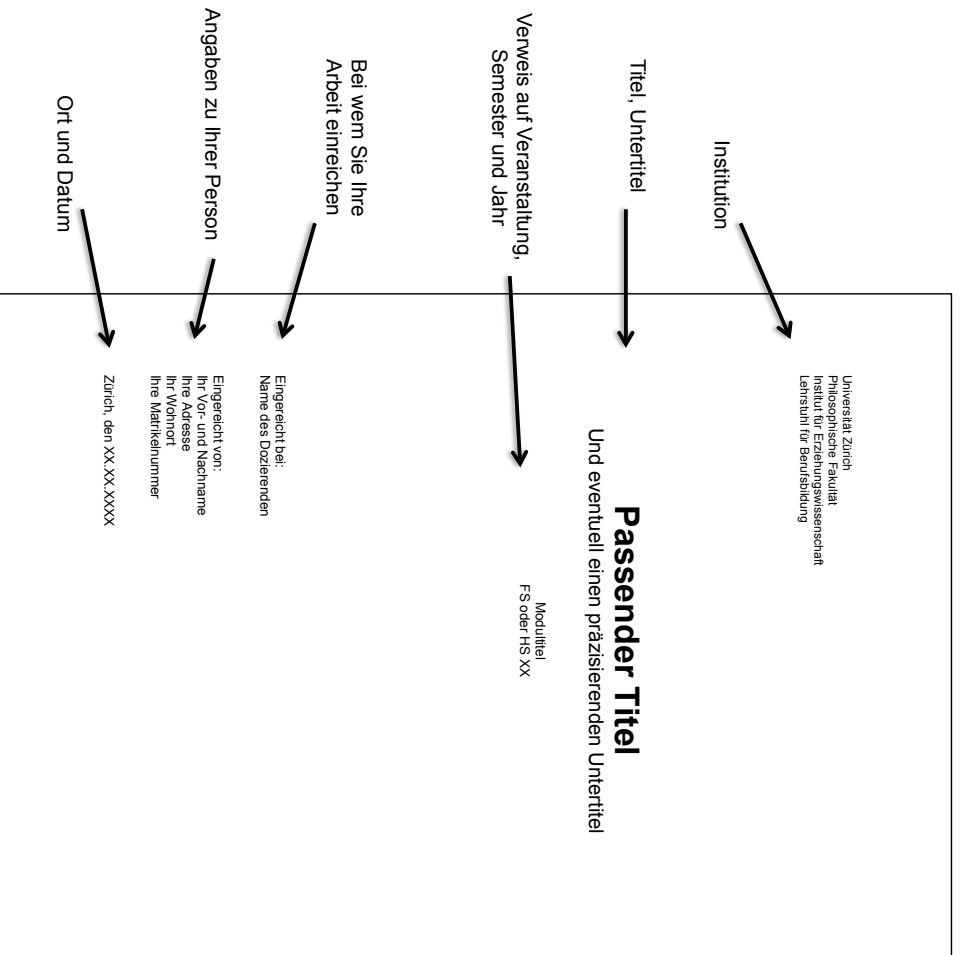 Institution
Titel, Untertitel
Verweis auf Veranstaltung,
Semester und Jahr
Bei wem Sie Ihre
Arbeit einreichen
Angaben zu Ihrer Person
Ort und Datum
Universität Zürich
Philosophische Fakultät
Institut für Erziehungswissenschaft
Lehrstuhl für Berufsbildung
Passender Titel
Und eventuell einen präzisierenden Untertitel
Modultitel
FS oder HS XX
Eingereicht bei:
Name des Dozierenden
Eingereicht von:
Ihr Vor- und Nachname
Ihre Adresse
Ihr Wohnort
Ihre Matrikelnummer
Zürich, den XX.XX.XXXX